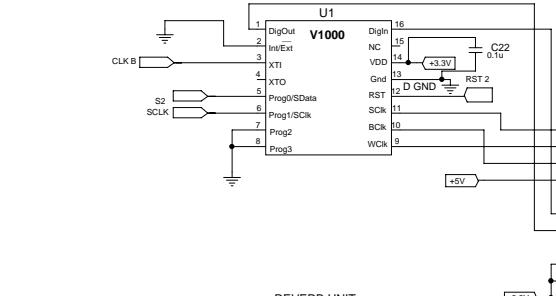 U1
V1000
1 DigOut
2 Int/Ext
3 XTI
4 XTO
5 Prog0/SData
6 Prog1/SClk
7 Prog2
8 Prog3
DigIn 16
NC 15
VDD 14
Gnd 13
RST 12
SClk 11
BClk 10
WClk 9
CLK B
S2
SCLK
C22
0.1u
+3.3V
D GND
RST 2
+5V
REVERB UNIT